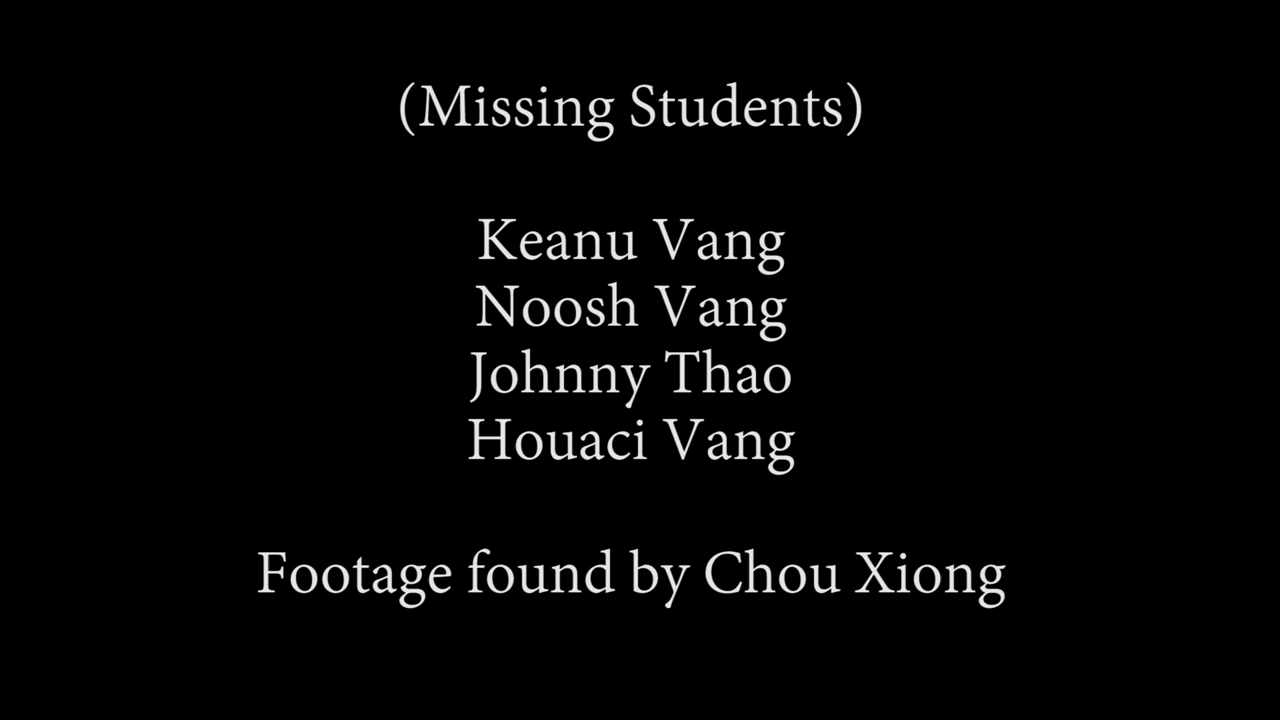 (Missing Students)
Keanu Vang
Noosh Vang
Johnny Thao
Houaci Vang
Footage found by Chou Xiong